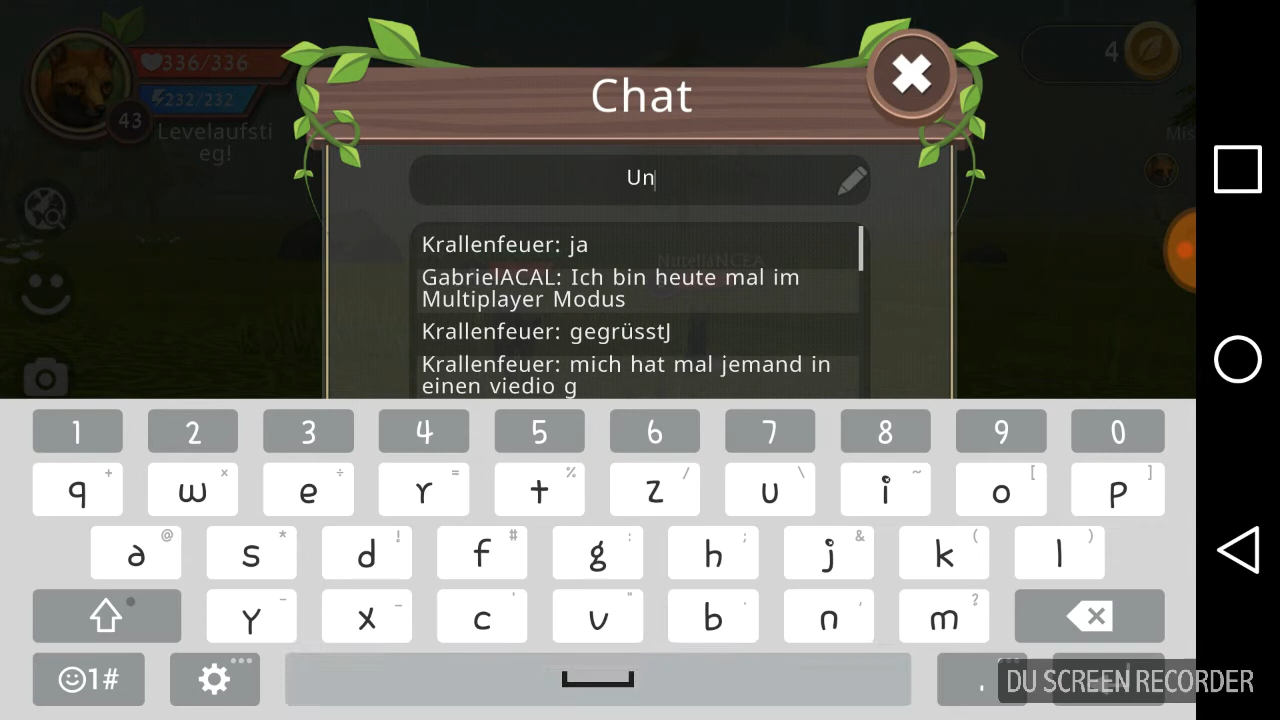 336/336
232/232
43
Levelaufsti
eg!
4
Mis
Chat
Un
Krallenfeuer: ja
NutellaNCEA
GabrielACAL: Ich bin heute mal im
Multiplayer Modus
Krallenfeuer: gegrüsstJ
Krallenfeuer: mich hat mal jemand in
einen viedio g
1 2 3 4 5 6 7 8 9 0
+ × ÷ = % / \ ~ [ ]
q w e r t z u i o p
@ * ! # : ; & ( )
a s d f g h j k l
- _ ' " . , ?
y x c v b n m
1# .
DU SCREEN RECORDER